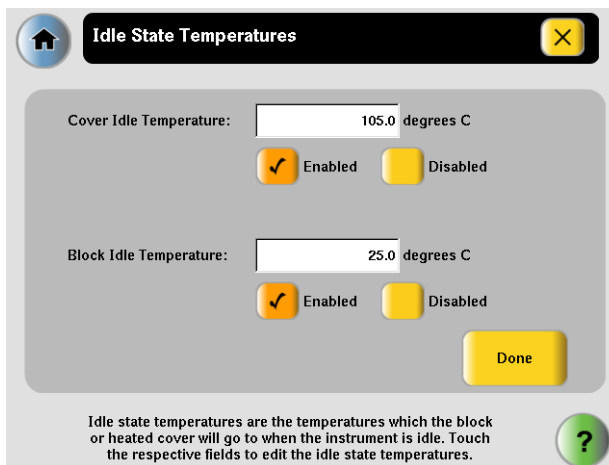 Idle State Temperatures
Cover Idle Temperature: 105.0 degrees C
Enabled Disabled
Block Idle Temperature: 25.0 degrees C
Enabled Disabled
Done
Idle state temperatures are the temperatures which the block
or heated cover will go to when the instrument is idle. Touch
the respective fields to edit the idle state temperatures.
?